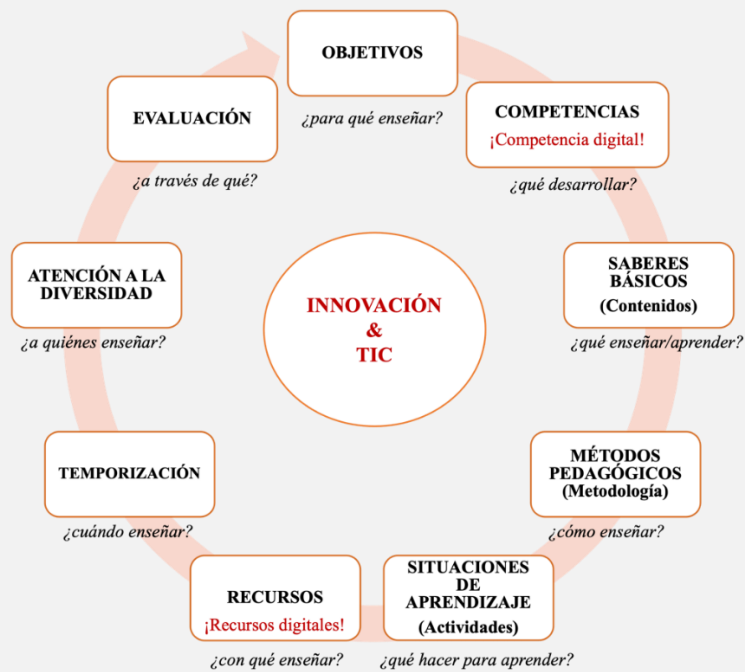 OBJETIVOS
¿para qué enseñar?
COMPETENCIAS
¡Competencia digital!
¿qué desarrollar?
SABERES
BÁSICOS
(Contenidos)
¿qué enseñar/aprender?
MÉTODOS
PEDAGÓGICOS
(Metodología)
¿cómo enseñar?
SITUACIONES
DE
APRENDIZAJE
(Actividades)
¿qué hacer para aprender?
RECURSOS
¡Recursos digitales!
¿con qué enseñar?
TEMPORIZACIÓN
¿cuándo enseñar?
ATENCIÓN A LA
DIVERSIDAD
¿a quiénes enseñar?
EVALUACIÓN
¿a través de qué?
INNOVACIÓN
&
TIC